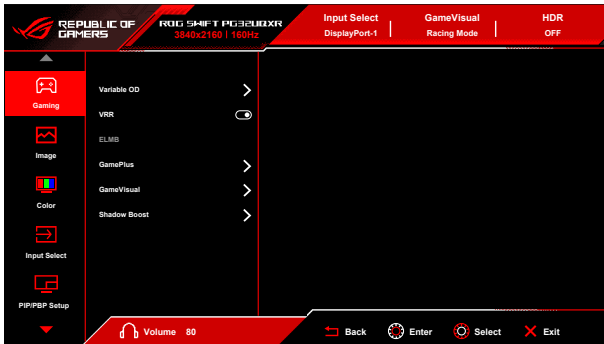 REPUBLIC OF
GAMERS
ROG SWIFT PG32UQXR
3840x2160 | 160Hz
Input Select
DisplayPort-1
GameVisual
Racing Mode
HDR
OFF
Gaming
Image
Color
Input Select
PIP/PBP Setup
Variable OD
VRR
ELMB
GamePlus
GameVisual
Shadow Boost
Volume 80
Back
Enter
Select
Exit